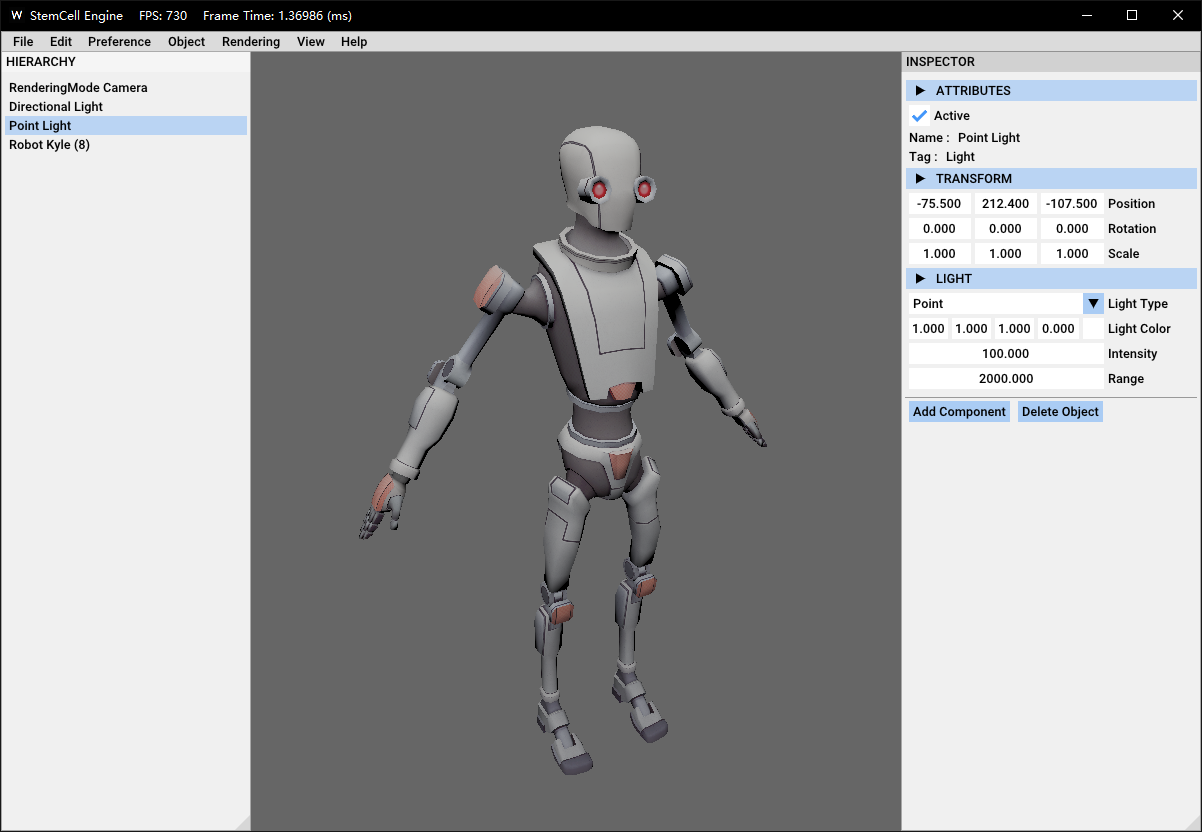 W StemCell Engine FPS: 730 Frame Time: 1.36986 (ms)
File Edit Preference Object Rendering View Help
HIERARCHY
RenderingMode Camera
Directional Light
Point Light
Robot Kyle (8)
INSPECTOR
ATTRIBUTES
Active
Name : Point Light
Tag : Light
TRANSFORM
-75.500 212.400 -107.500 Position
0.000 0.000 0.000 Rotation
1.000 1.000 1.000 Scale
LIGHT
Point Light Type
1.000 1.000 1.000 0.000 Light Color
100.000 Intensity
2000.000 Range
Add Component Delete Object